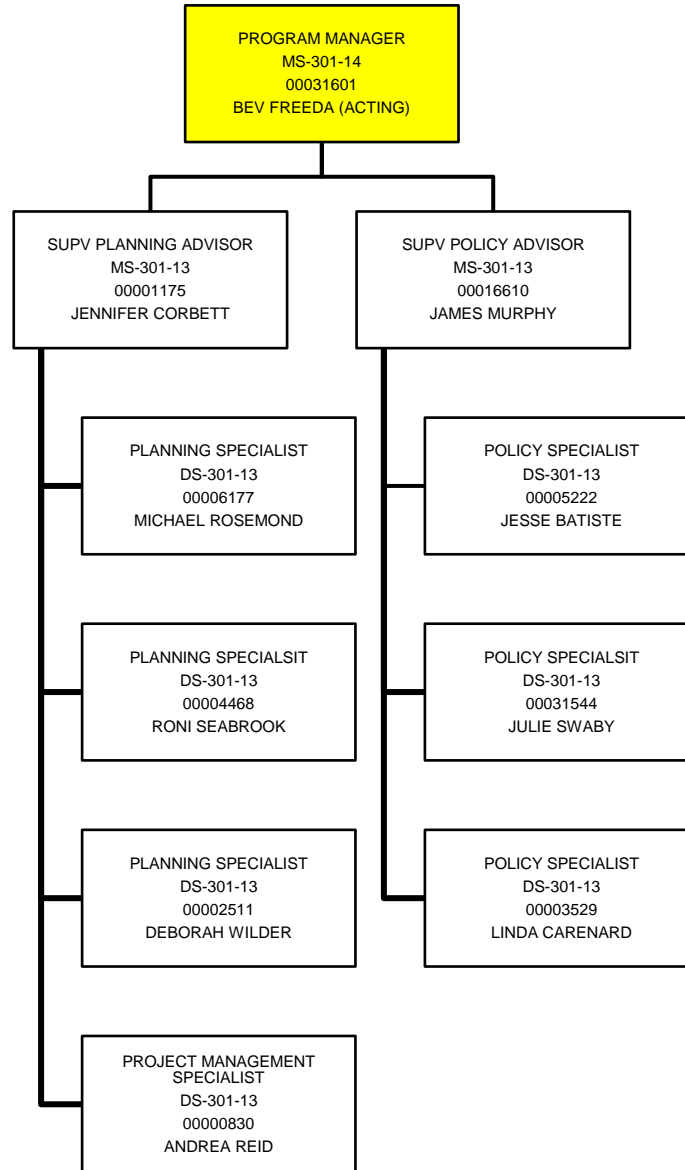 PROGRAM MANAGER
MS-301-14
00031601
BEV FREEDA (ACTING)
SUPV PLANNING ADVISOR
MS-301-13
00001175
JENNIFER CORBETT
SUPV POLICY ADVISOR
MS-301-13
00016610
JAMES MURPHY
PLANNING SPECIALIST
DS-301-13
00006177
MICHAEL ROSEMOND
POLICY SPECIALIST
DS-301-13
00005222
JESSE BATISTE
PLANNING SPECIALSIT
DS-301-13
00004468
RONI SEABROOK
POLICY SPECIALSIT
DS-301-13
00031544
JULIE SWABY
PLANNING SPECIALIST
DS-301-13
00002511
DEBORAH WILDER
POLICY SPECIALIST
DS-301-13
00003529
LINDA CARENARD
PROJECT MANAGEMENT
SPECIALIST
DS-301-13
00000830
ANDREA REID